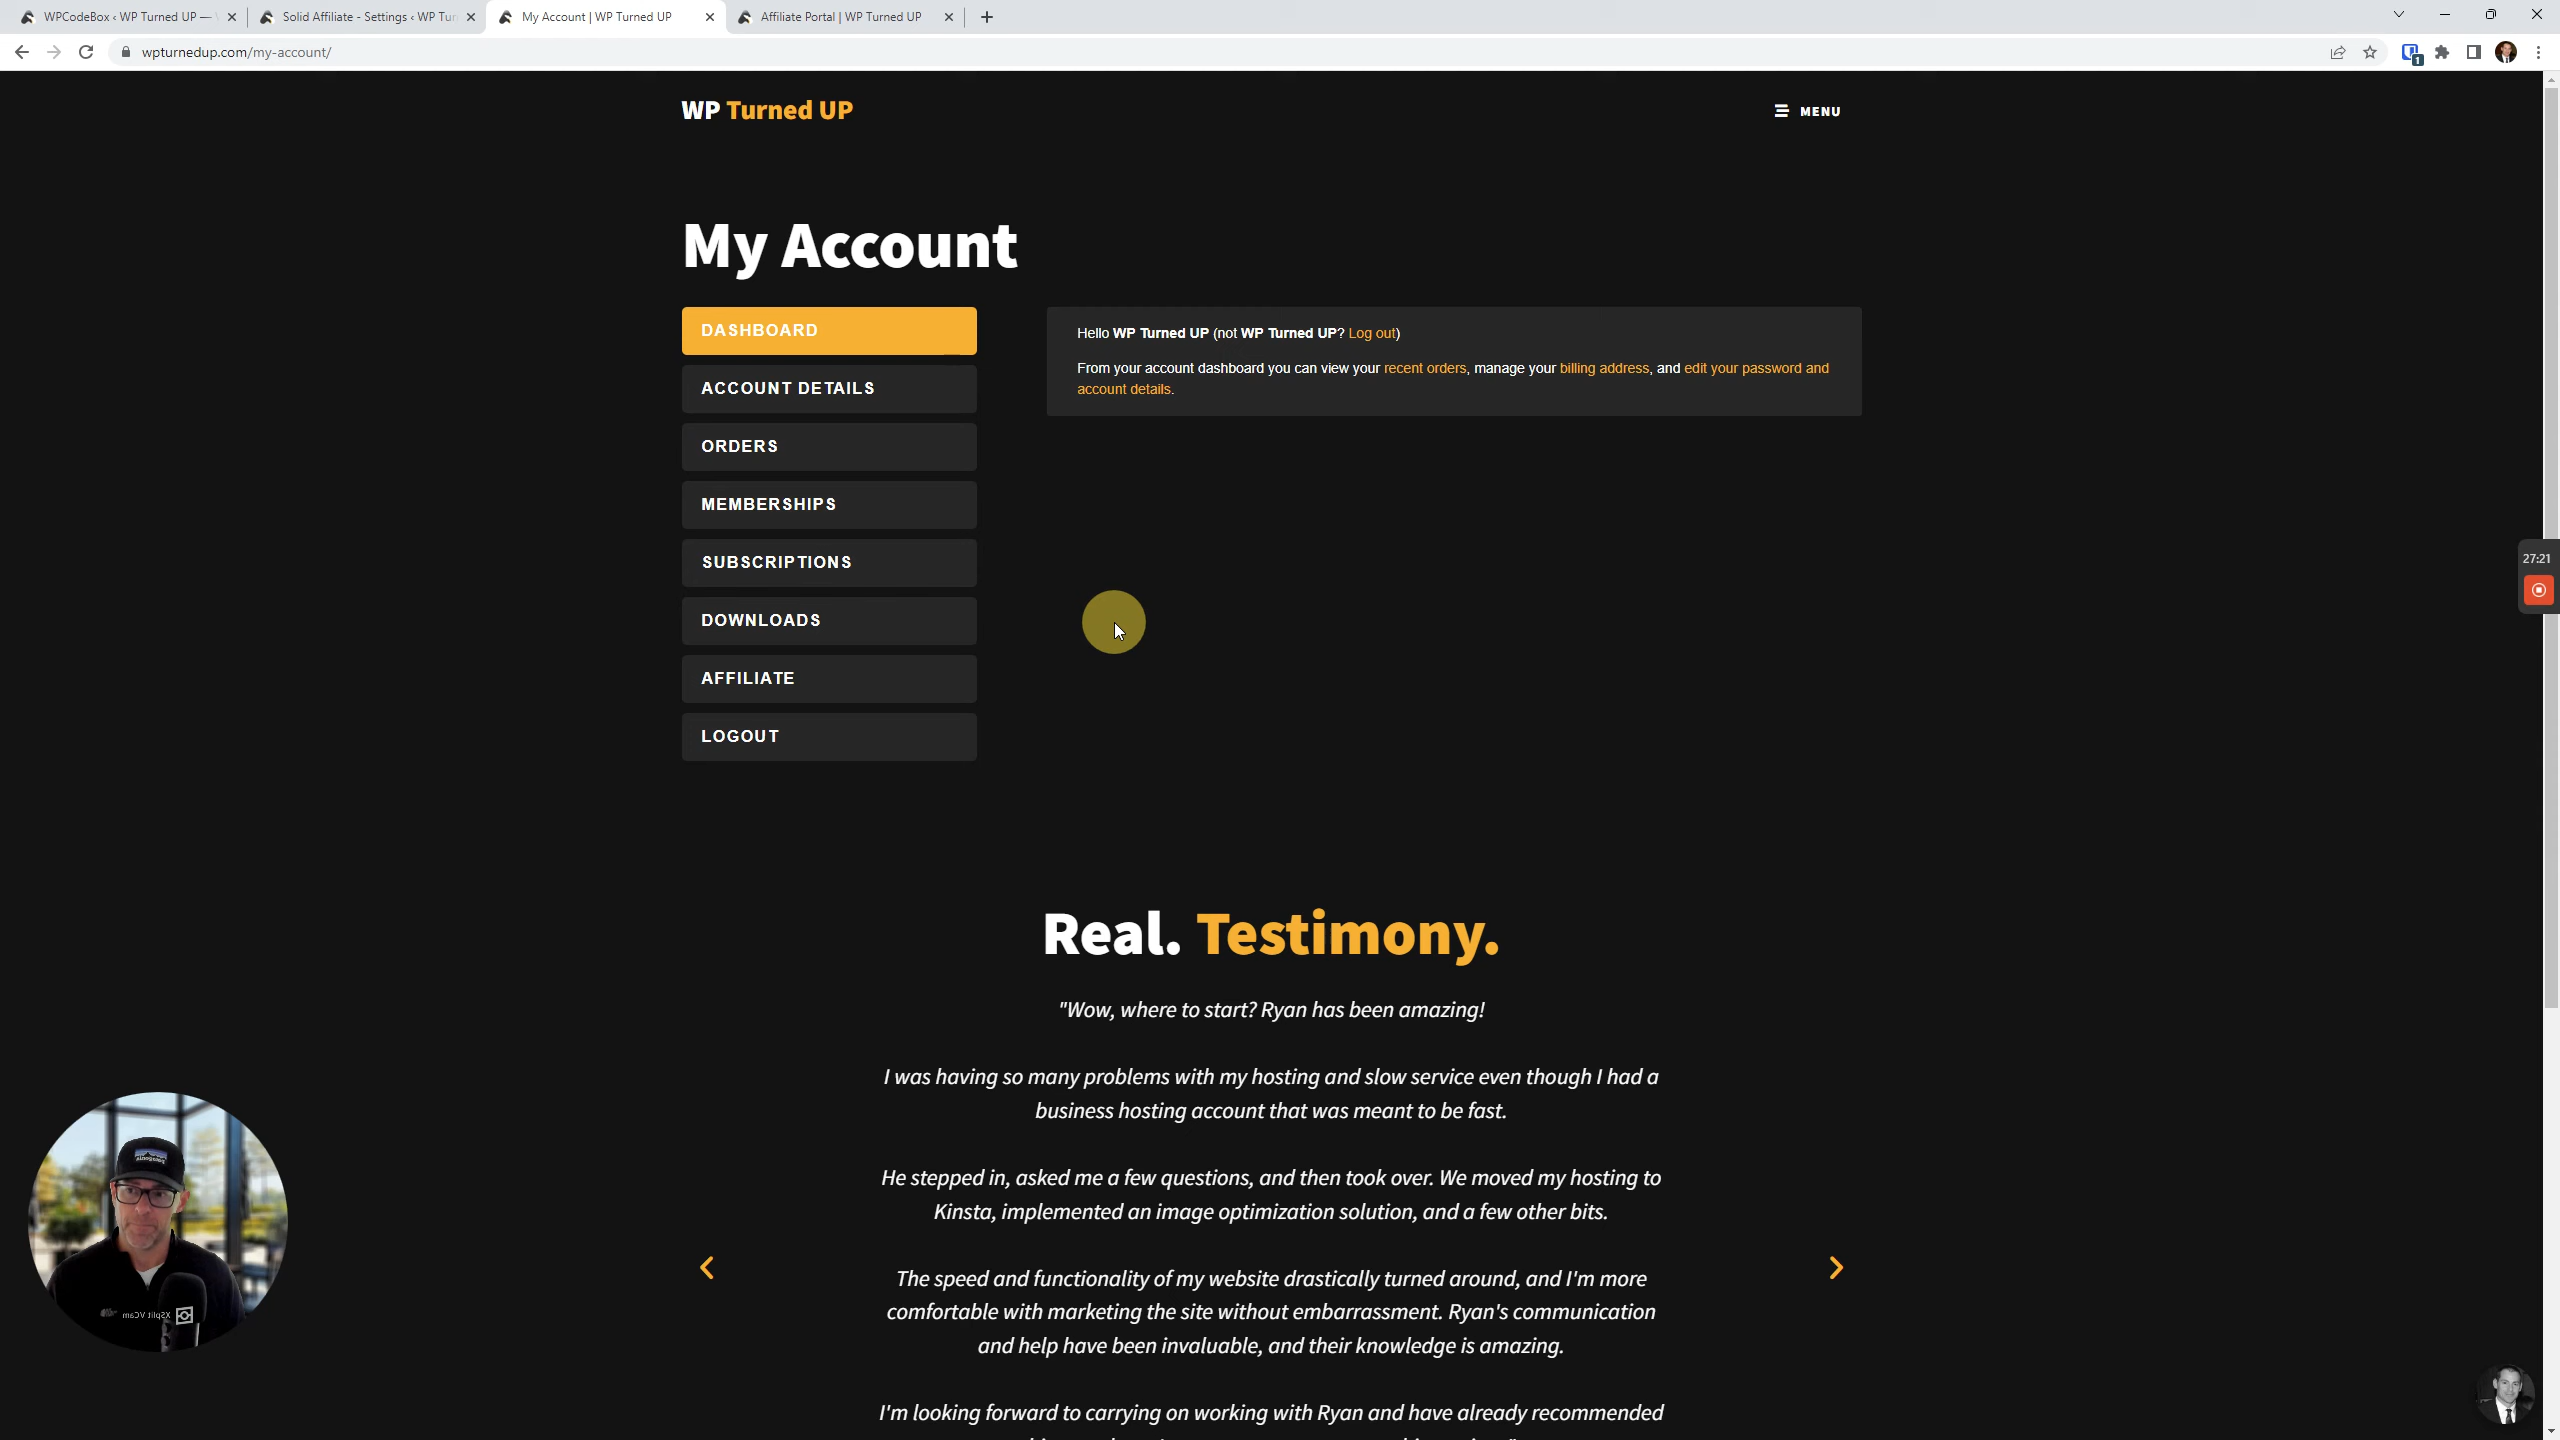 WPCodeBox ‹ WP Turned UP —
Solid Affiliate - Settings ‹ WP Tur
My Account | WP Turned UP
Affiliate Portal | WP Turned UP
wpturnedup.com/my-account/
1
WP Turned UP
MENU
My Account
DASHBOARD
Hello WP Turned UP (not WP Turned UP? Log out)
From your account dashboard you can view your recent orders, manage your billing address, and edit your password and
account details.
ACCOUNT DETAILS
ORDERS
MEMBERSHIPS
SUBSCRIPTIONS
DOWNLOADS
AFFILIATE
LOGOUT
27:21
Real. Testimony.
"Wow, where to start? Ryan has been amazing!
I was having so many problems with my hosting and slow service even though I had a
business hosting account that was meant to be fast.
He stepped in, asked me a few questions, and then took over. We moved my hosting to
Kinsta, implemented an image optimization solution, and a few other bits.
The speed and functionality of my website drastically turned around, and I'm more
comfortable with marketing the site without embarrassment. Ryan's communication
and help have been invaluable, and their knowledge is amazing.
I'm looking forward to carrying on working with Ryan and have already recommended
XSplit VCam